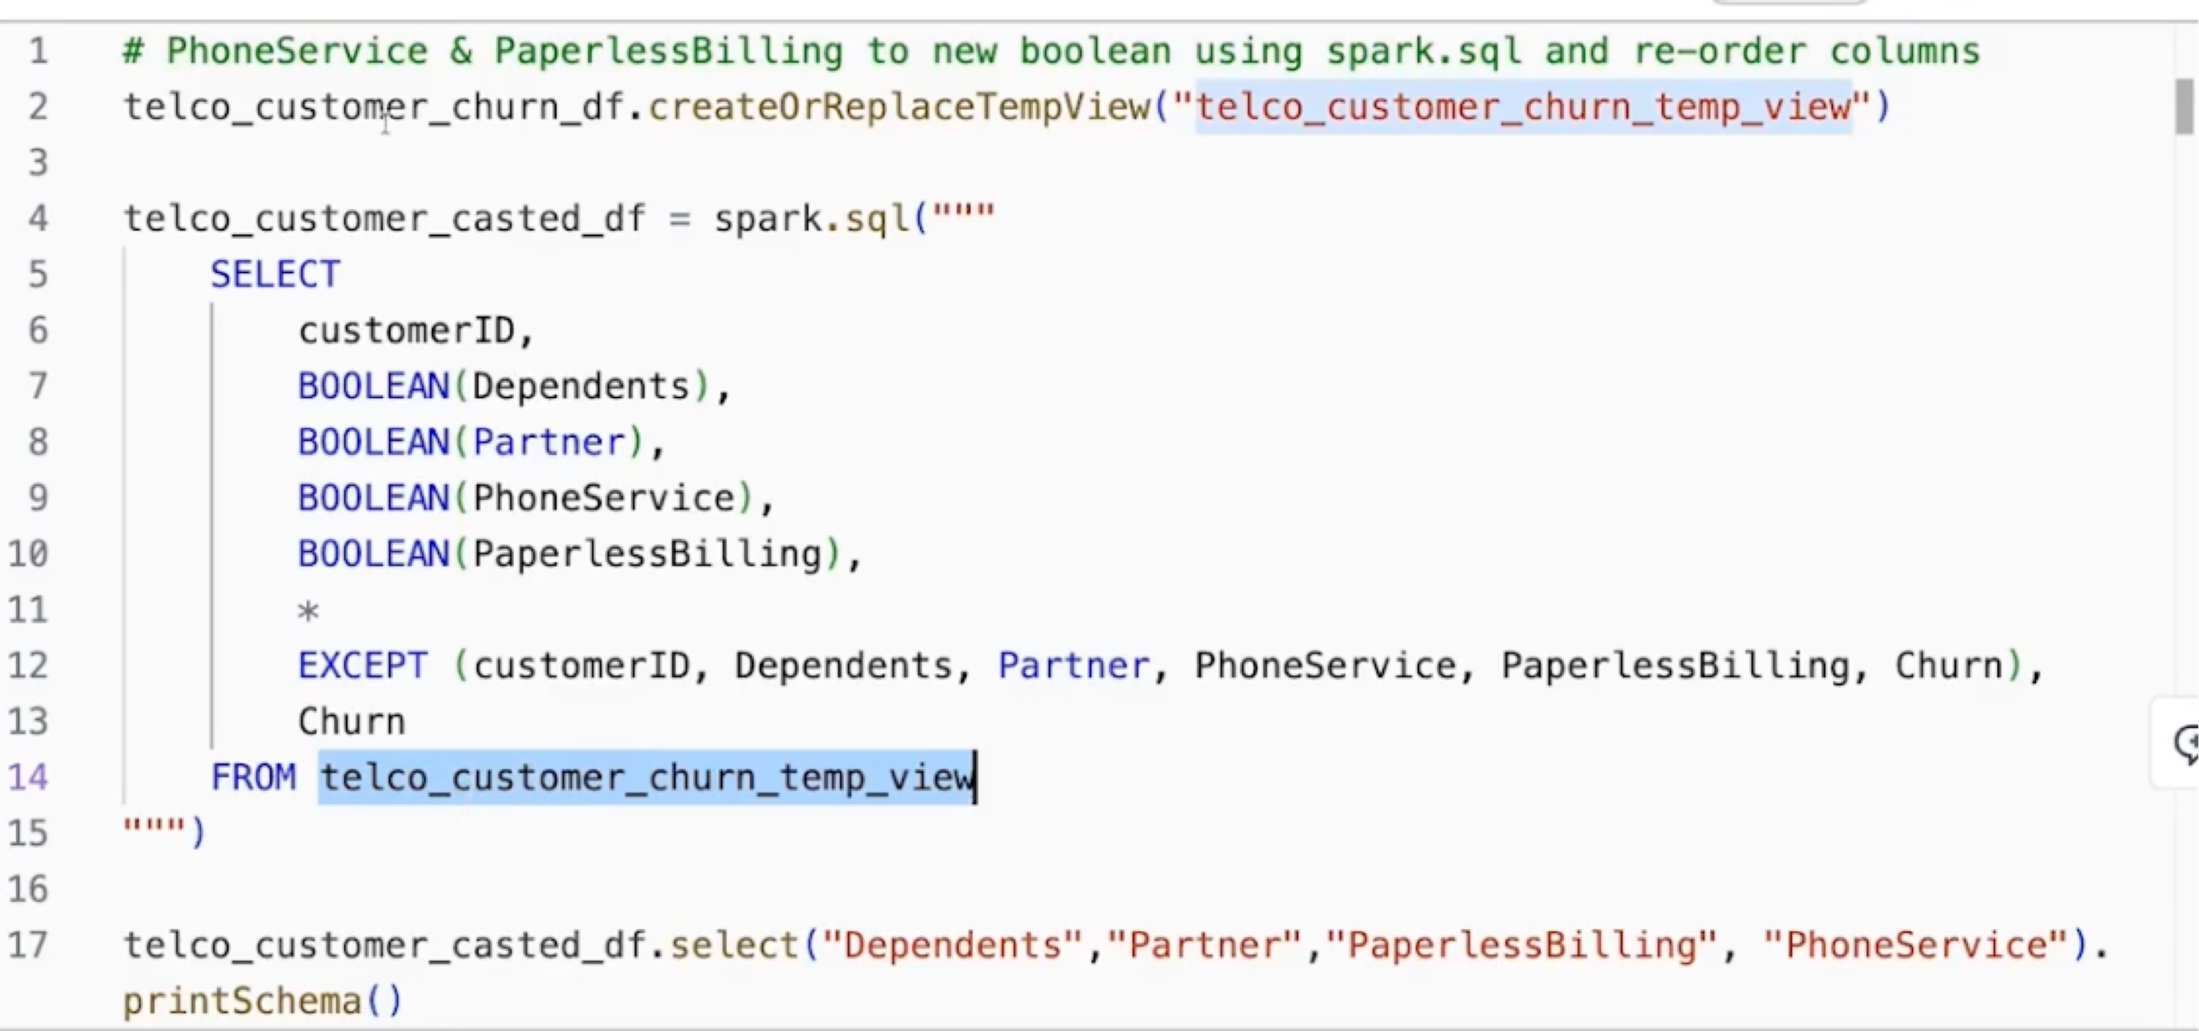 1 # PhoneService & PaperlessBilling to new boolean using spark.sql and re-order columns
2 telco_customer_churn_df.createOrReplaceTempView("telco_customer_churn_temp_view")
3
4 telco_customer_casted_df = spark.sql("""
5     SELECT
6         customerID,
7         BOOLEAN(Dependents),
8         BOOLEAN(Partner),
9         BOOLEAN(PhoneService),
10         BOOLEAN(PaperlessBilling),
11         *
12         EXCEPT (customerID, Dependents, Partner, PhoneService, PaperlessBilling, Churn),
13         Churn
14     FROM telco_customer_churn_temp_view
15 """)
16
17 telco_customer_casted_df.select("Dependents","Partner","PaperlessBilling", "PhoneService").
printSchema()